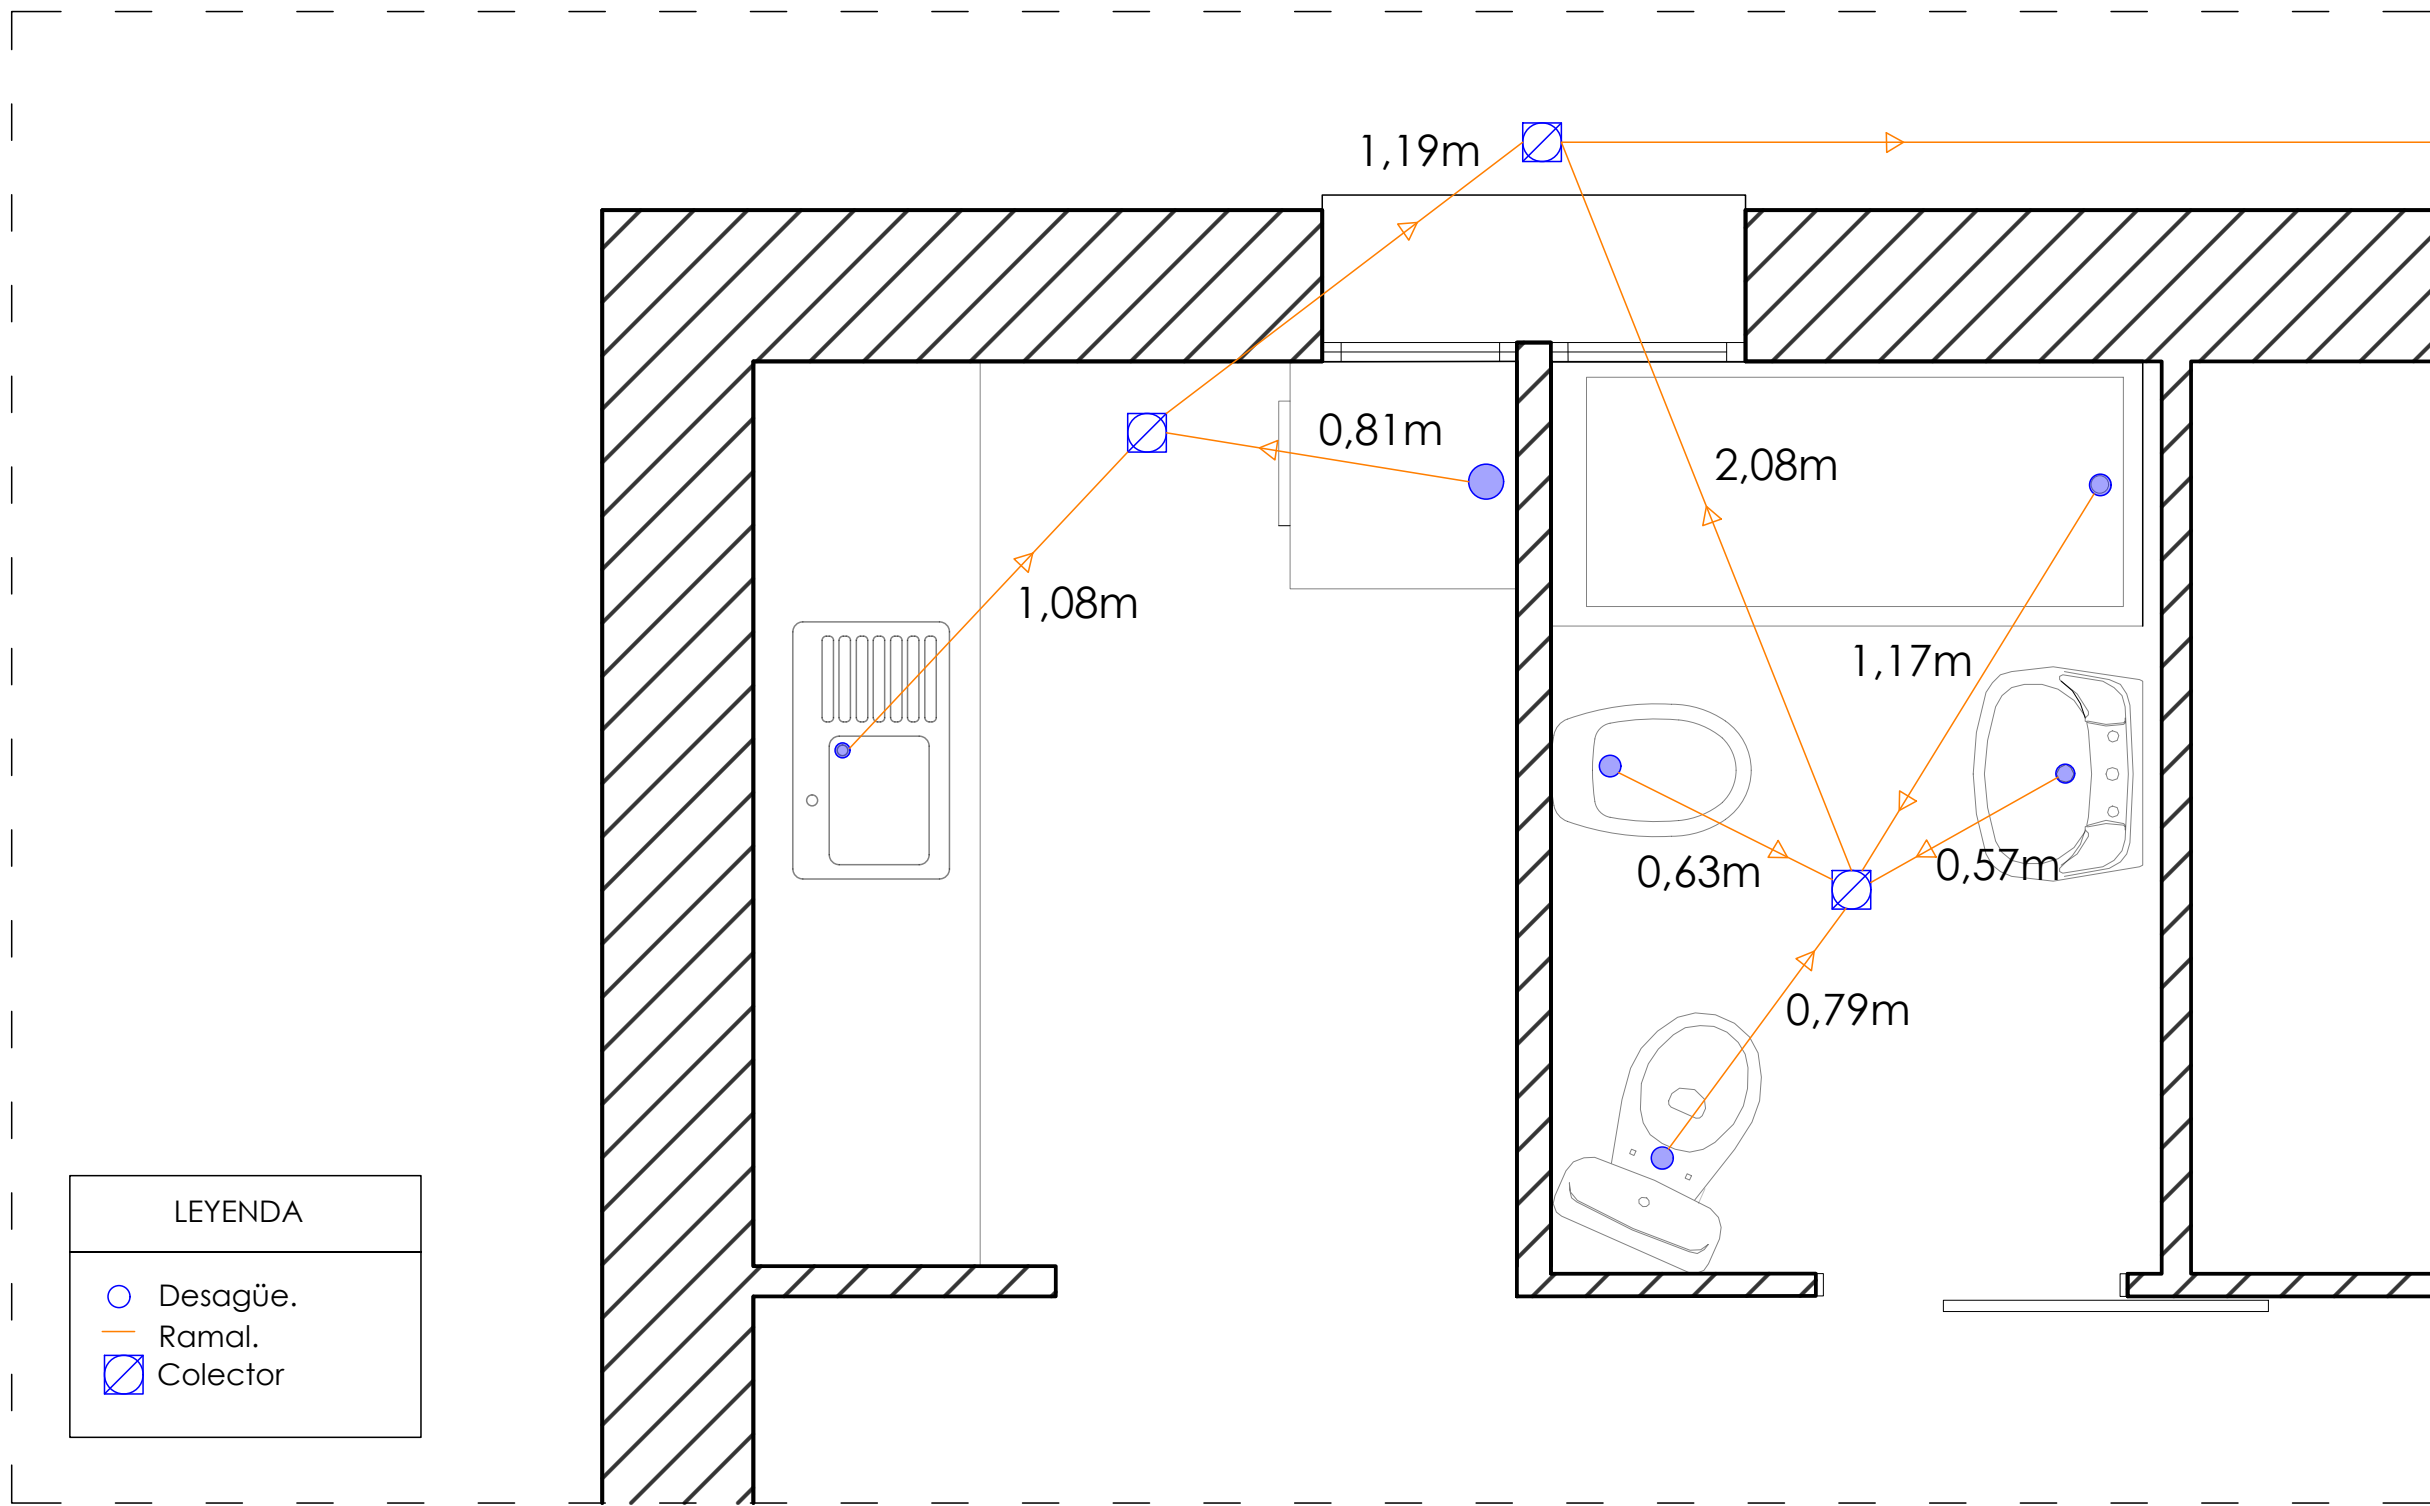 1,19m
0,81m
2,08m
1,08m
1,17m
0,63m
0,57m
0,79m
LEYENDA
Desagüe.
Ramal.
Colector